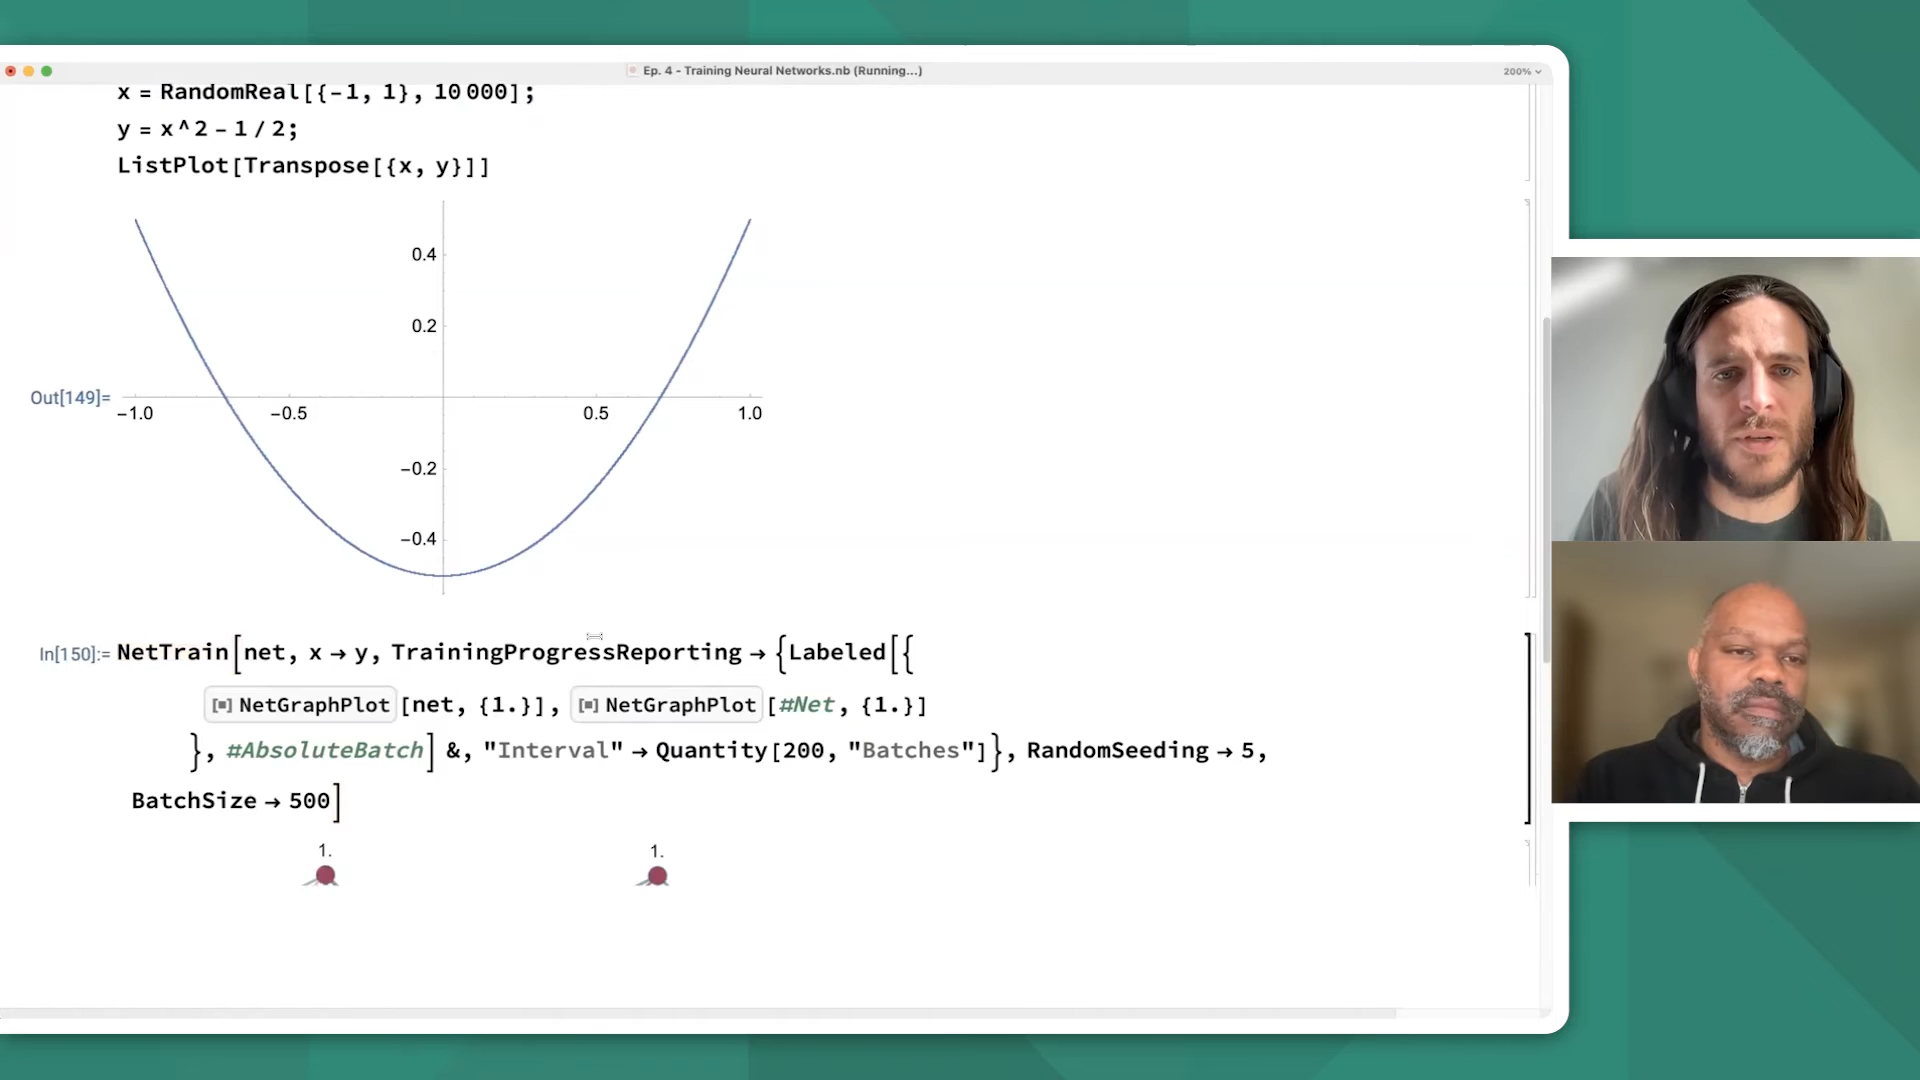 Ep. 4 - Training Neural Networks.nb (Running...)
200%
x = RandomReal[{-1, 1}, 10 000];
y = x^2 - 1 / 2;
ListPlot[Transpose[{x, y}]]
0.4
0.2
Out[149]=
-1.0 -0.5 0.5 1.0
-0.2
-0.4
In[150]:= NetTrain[net, x → y, TrainingProgressReporting → {Labeled[{
[▪] NetGraphPlot [net, {1.}], [▪] NetGraphPlot [#Net, {1.}]
}, #AbsoluteBatch] &, "Interval" → Quantity[200, "Batches"]}, RandomSeeding → 5,
BatchSize → 500]
1. 1.